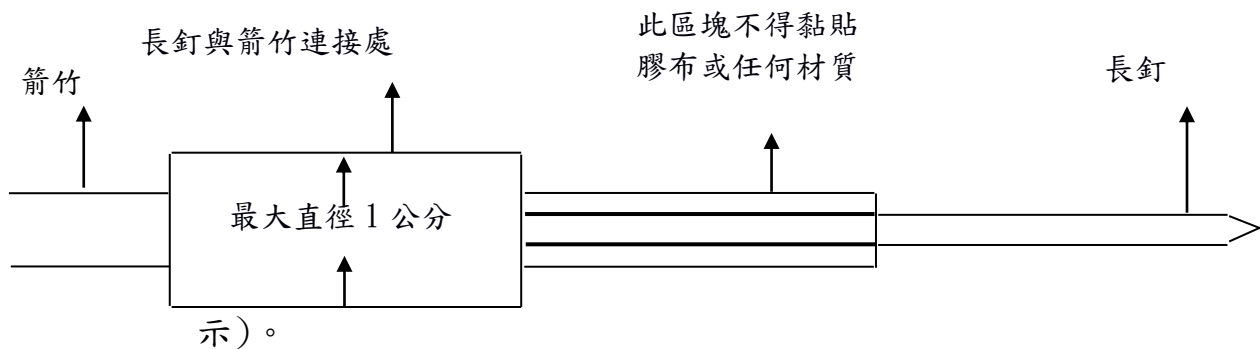 長釘與箭竹連接處
此區塊不得黏貼
膠布或任何材質
箭竹
長釘
最大直徑 1 公分
示)。